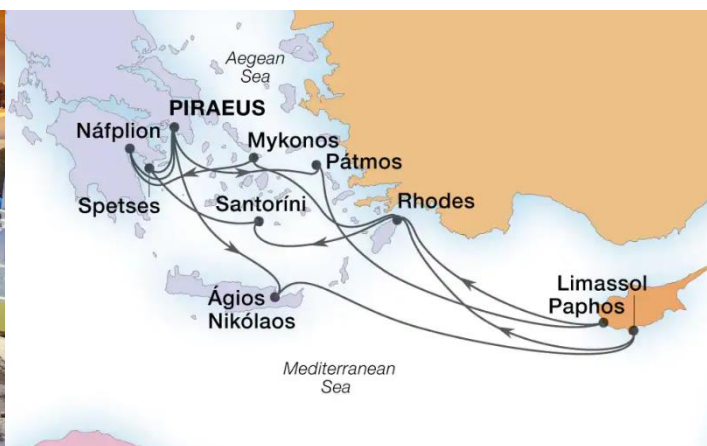 Aegean
Sea
PIRAEUS
Náfplion
Mykonos
Pátmos
Spetses
Santoríni
Rhodes
Limassol
Paphos
Ágios
Nikólaos
Mediterranean
Sea